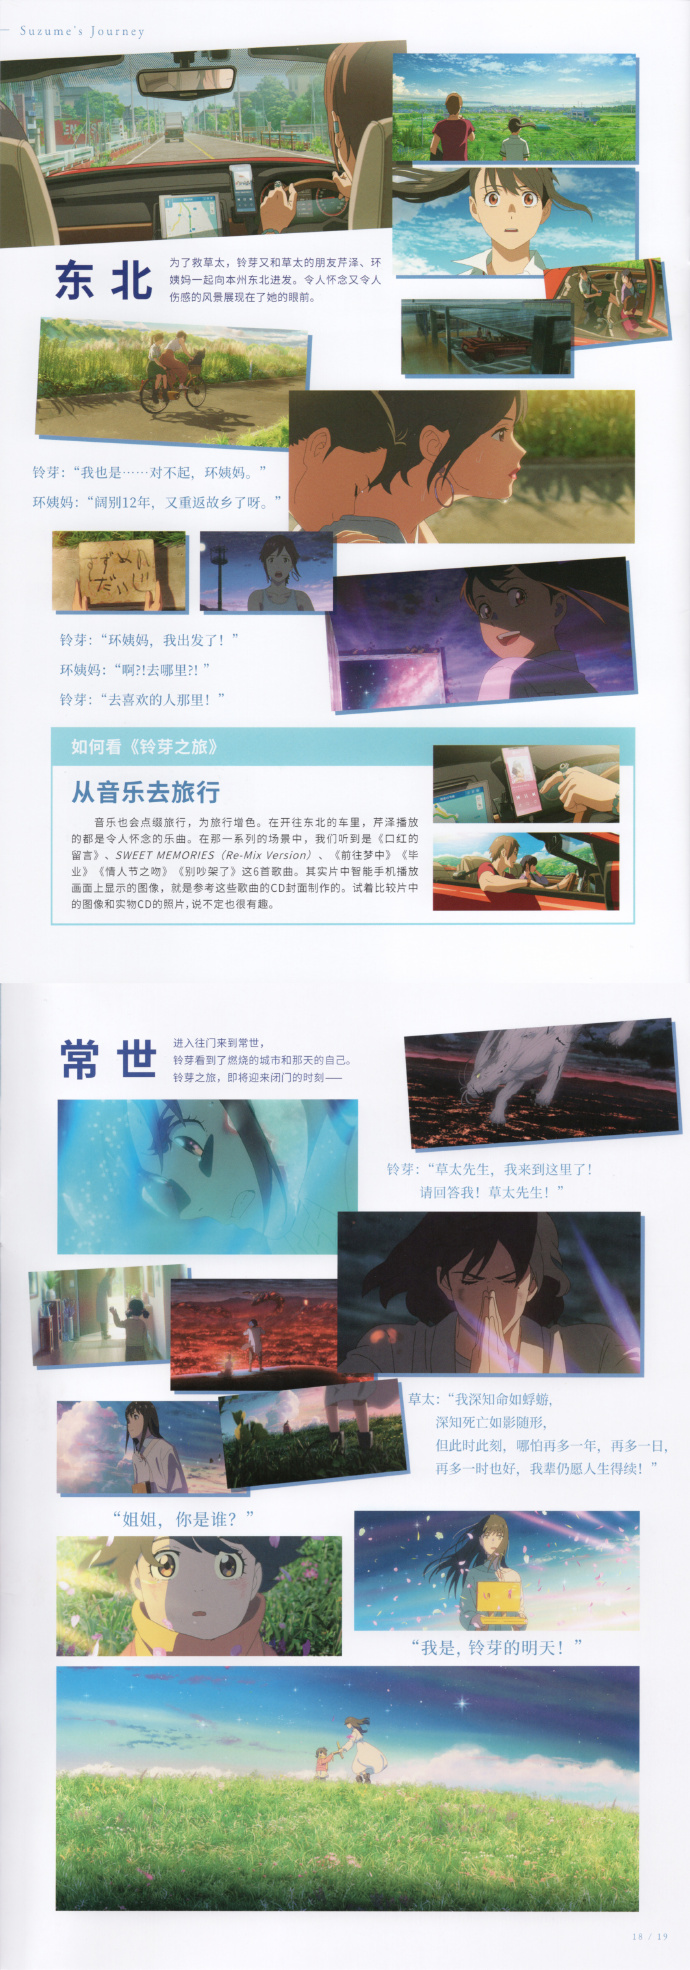 Suzume's Journey
东北
为了救草太，铃芽又和草太的朋友芹泽、环
姨妈一起向本州东北进发。令人怀念又令人
伤感的风景展现在了她的眼前。
铃芽：“我也是……对不起，环姨妈。”
环姨妈：“阔别12年，又重返故乡了呀。”
すずめの
だいじ
铃芽：“环姨妈，我出发了！”
环姨妈：“啊?!去哪里?!”
铃芽：“去喜欢的人那里！”
如何看《铃芽之旅》
从音乐去旅行
音乐也会点缀旅行，为旅行增色。在开往东北的车里，芹泽播放
的都是令人怀念的乐曲。在那一系列的场景中，我们听到是《口红的
留言》、SWEET MEMORIES（Re-Mix Version）、《前往梦中》《毕
业》《情人节之吻》《别吵架了》这6首歌曲。其实片中智能手机播放
画面上显示的图像，就是参考这些歌曲的CD封面制作的。试着比较片中
的图像和实物CD的照片，说不定也很有趣。
常世
进入往门来到常世，
铃芽看到了燃烧的城市和那天的自己。
铃芽之旅，即将迎来闭门的时刻——
铃芽：“草太先生，我来到这里了！
请回答我！草太先生！”
草太：“我深知命如蜉蝣，
深知死亡如影随形，
但此时此刻，哪怕再多一年，再多一日，
再多一时也好，我辈仍愿人生得续！”
“姐姐，你是谁？”
“我是，铃芽的明天！”
18 / 19